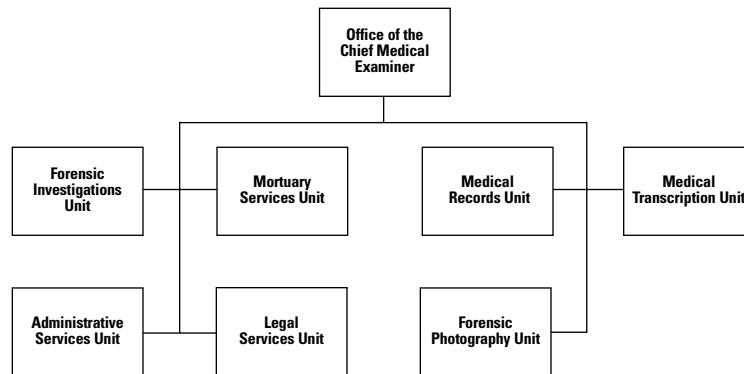 Office of the
Chief Medical
Examiner
Forensic
Investigations
Unit
Mortuary
Services Unit
Medical
Records Unit
Medical
Transcription Unit
Administrative
Services Unit
Legal
Services Unit
Forensic
Photography Unit